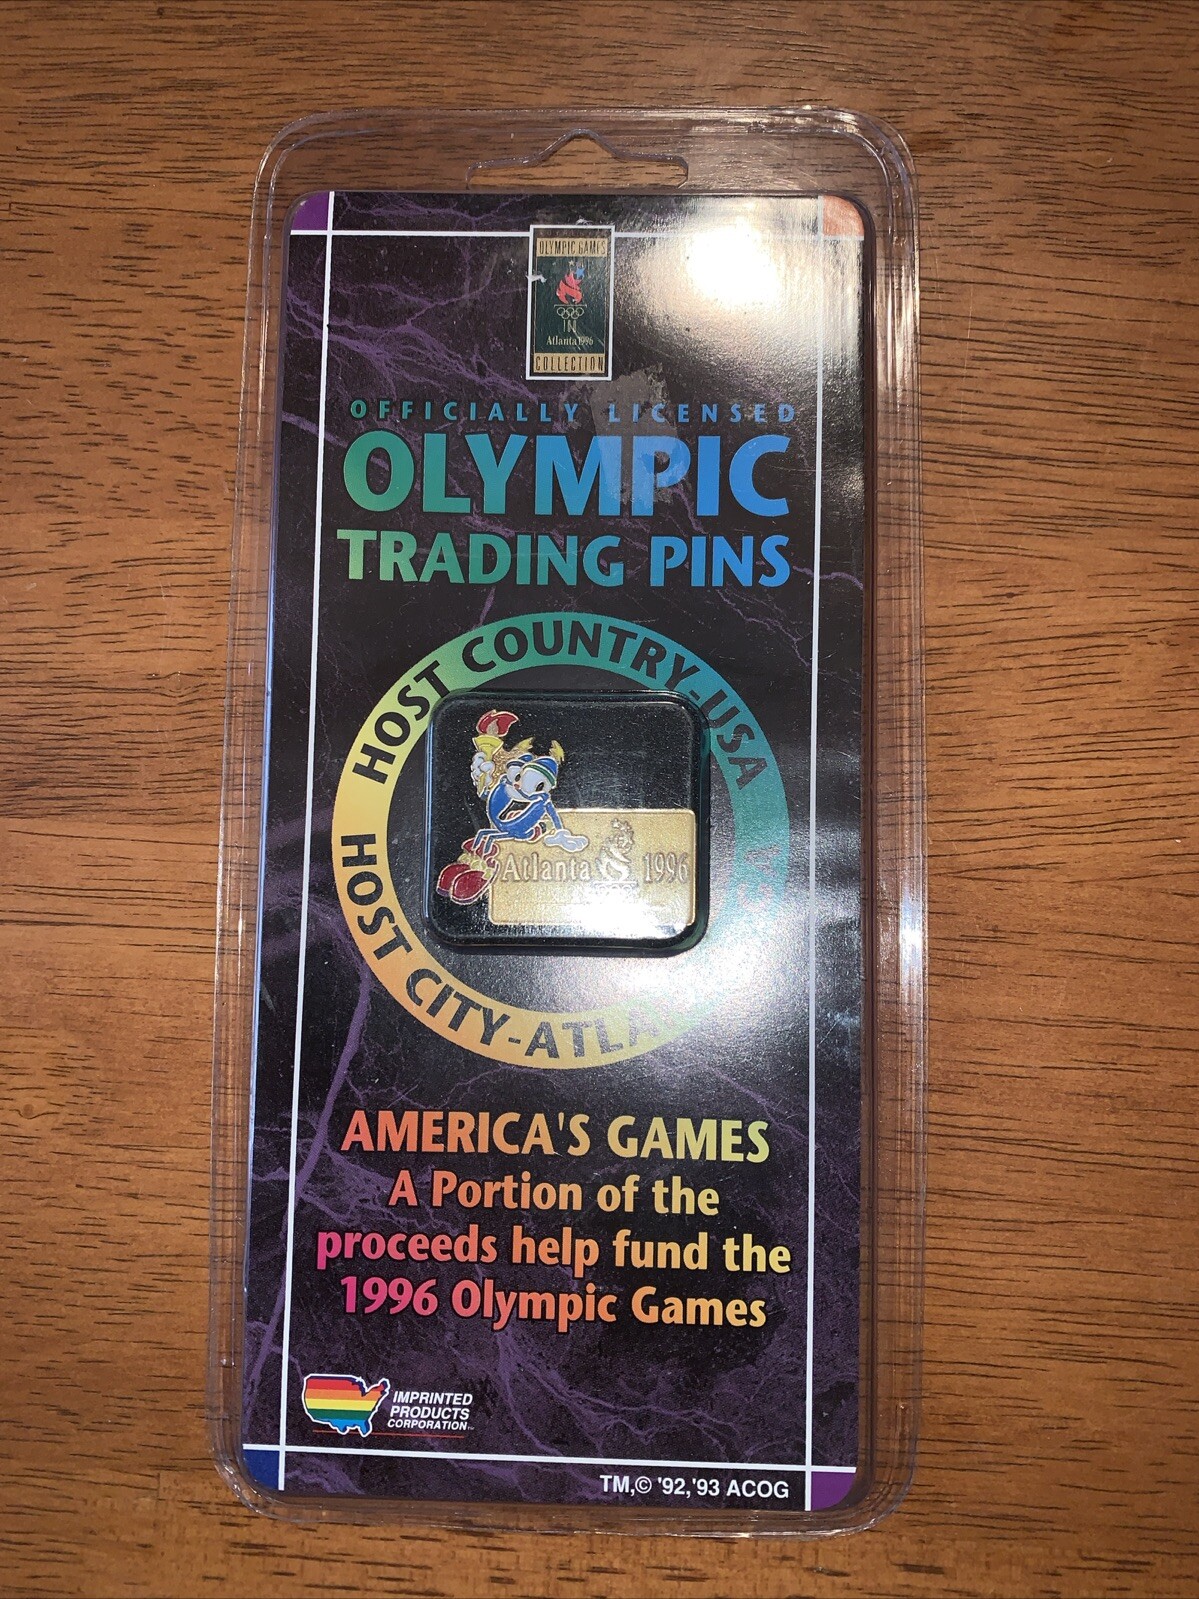 OLYMPIC GAMES
Atlanta 1996
COLLECTION
OFFICIALLY LICENSED
OLYMPIC
TRADING PINS
HOST COUNTRY-USA
Atlanta 1996
HOST CITY-ATLA
AMERICA'S GAMES
A Portion of the
proceeds help fund the
1996 Olympic Games
IMPRINTED
PRODUCTS
CORPORATION™
TM,© '92,'93 ACOG